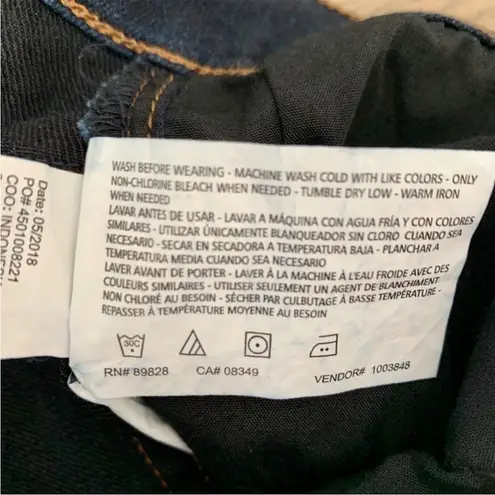 WASH BEFORE WEARING - MACHINE WASH COLD WITH LIKE COLORS - ONLY
NON-CHLORINE BLEACH WHEN NEEDED - TUMBLE DRY LOW - WARM IRON
WHEN NEEDED
LAVAR ANTES DE USAR - LAVAR A MÁQUINA CON AGUA FRÍA Y CON COLORES
SIMILARES - UTILIZAR ÚNICAMENTE BLANQUEADOR SIN CLORO CUANDO SEA
NECESARIO - SECAR EN SECADORA A TEMPERATURA BAJA - PLANCHAR A
TEMPERATURA MEDIA CUANDO SEA NECESARIO
LAVER AVANT DE PORTER - LAVER À LA MACHINE À L'EAU FROIDE AVEC DES
COULEURS SIMILAIRES - UTILISER SEULEMENT UN AGENT DE BLANCHIMENT
NON CHLORÉ AU BESOIN - SÉCHER PAR CULBUTAGE À BASSE TEMPÉRATURE -
REPASSER À TEMPÉRATURE MOYENNE AU BESOIN
30C
RN# 89828 CA# 08349 VENDOR# 1003848
Date: 05/2018
PO# 4501008221
COO: